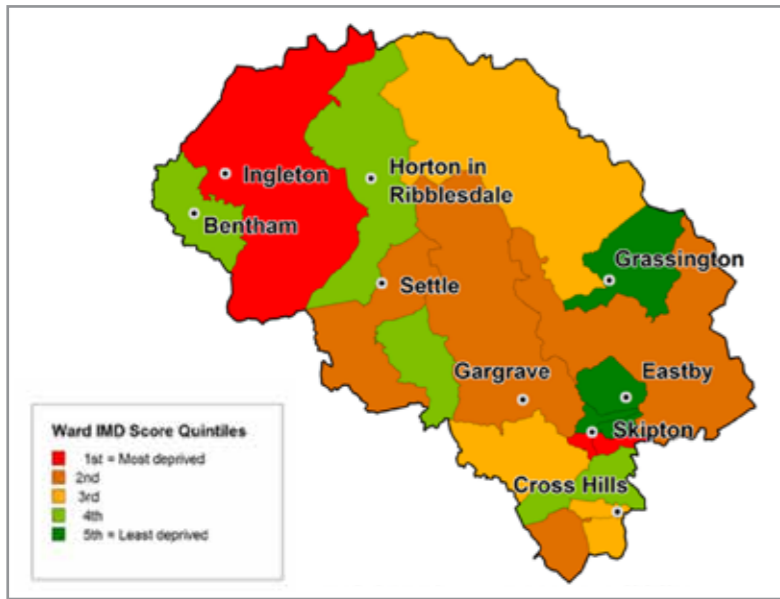 Ingleton
Horton in
Ribblesdale
Bentham
Grassington
Settle
Gargrave
Eastby
Skipton
Cross Hills
Ward IMD Score Quintiles
1st = Most deprived
2nd
3rd
4th
5th = Least deprived